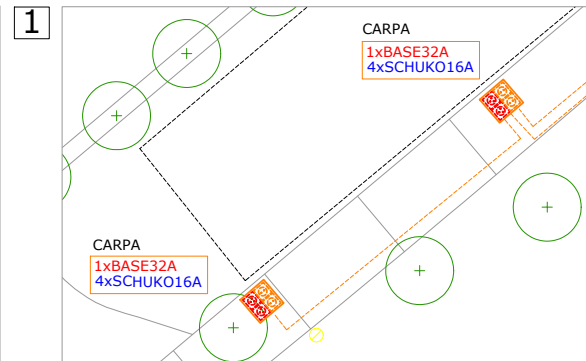 1
CARPA
1xBASE32A
4xSCHUKO16A
CARPA
1xBASE32A
4xSCHUKO16A